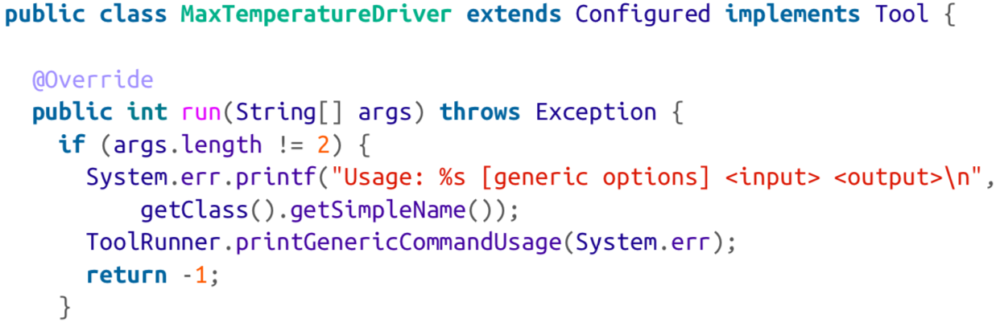 public class MaxTemperatureDriver extends Configured implements Tool {
@Override
public int run(String[] args) throws Exception {
if (args.length != 2) {
System.err.printf("Usage: %s [generic options] <input> <output>\n",
getClass().getSimpleName());
ToolRunner.printGenericCommandUsage(System.err);
return -1;
}